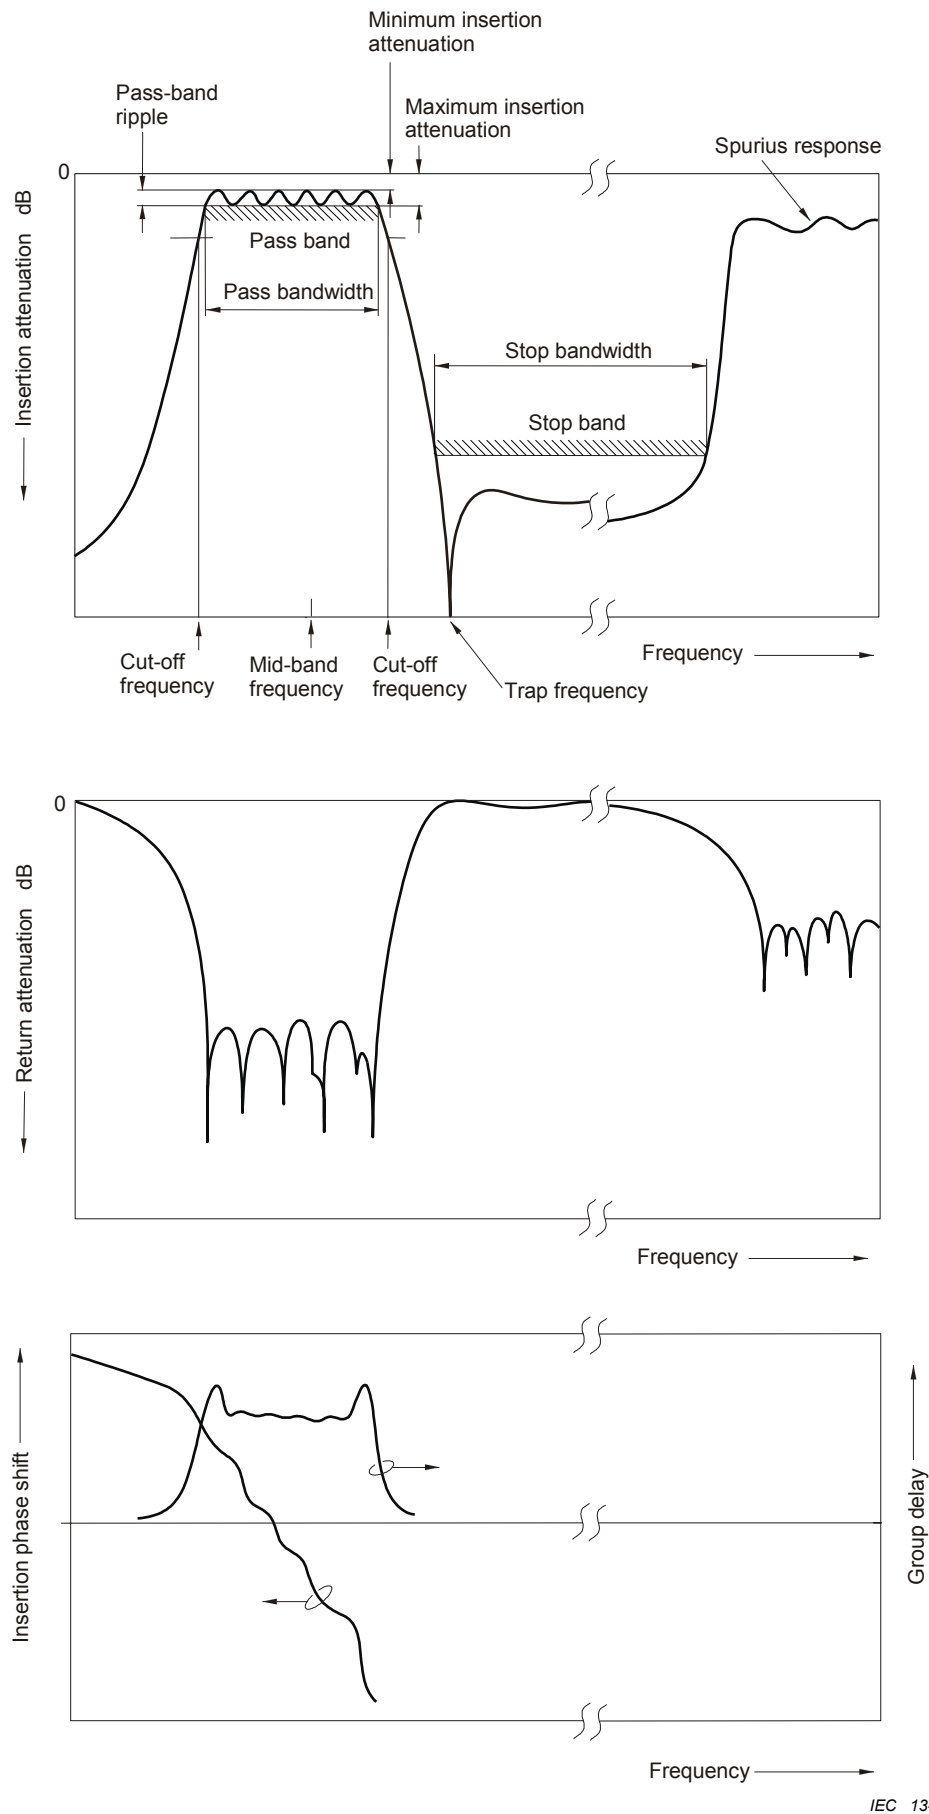 Minimum insertion
attenuation
Pass-band
ripple
Maximum insertion
attenuation
Spurius response
0
Insertion attenuation dB
Pass band
Pass bandwidth
Stop bandwidth
Stop band
Cut-off
frequency
Mid-band
frequency
Cut-off
frequency
Trap frequency
Frequency
0
Return attenuation dB
Frequency
Insertion phase shift
Group delay
Frequency
IEC 13